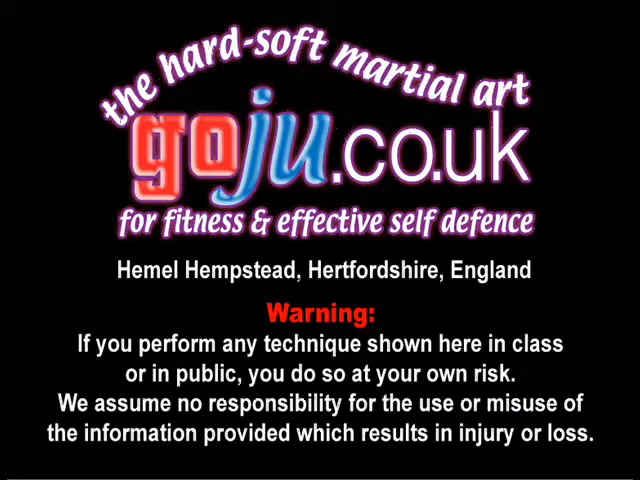 the hard-soft martial art
goju.co.uk
for fitness & effective self defence
Hemel Hempstead, Hertfordshire, England
Warning:
If you perform any technique shown here in class
or in public, you do so at your own risk.
We assume no responsibility for the use or misuse of
the information provided which results in injury or loss.